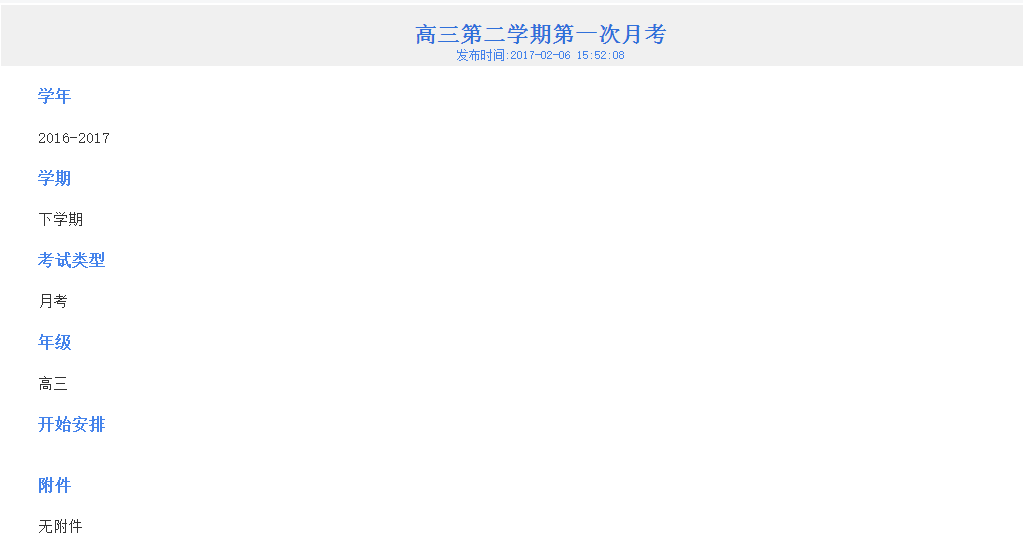 高三第二学期第一次月考
发布时间:2017-02-06 15:52:08
学年
2016-2017
学期
下学期
考试类型
月考
年级
高三
开始安排
附件
无附件